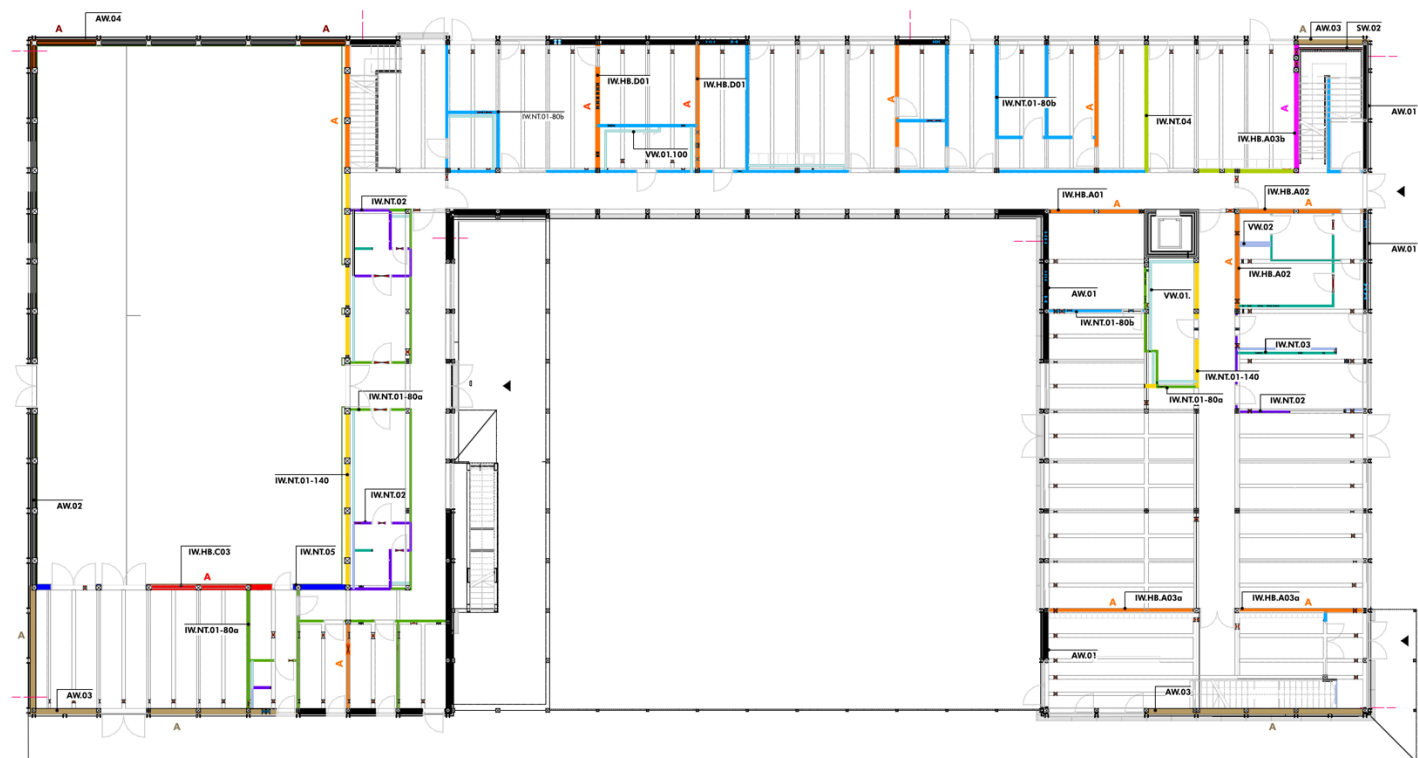 AW.04
A
A
A
AW.03
SW.02
IW.HB.D01
IW.HB.D01
A
A
A
A
A
A
IW.NT.01-80b
IW.NT.01-80b
IW.NT.04
AW.01
IW.HB.A03b
VW.01.100
IW.NT.02
IW.HB.A01
A
IW.HB.A02
A
VW.02
AW.01
A
IW.HB.A02
AW.01
VW.01.
IW.NT.01-80b
IW.NT.03
IW.NT.01-140
IW.NT.01-80a
IW.NT.01-80a
IW.NT.02
IW.NT.01-140
IW.NT.02
AW.02
IW.HB.C03
IW.NT.05
A
IW.HB.A03a
A
IW.HB.A03a
A
IW.NT.01-80a
A
A
AW.01
AW.03
AW.03
A
A